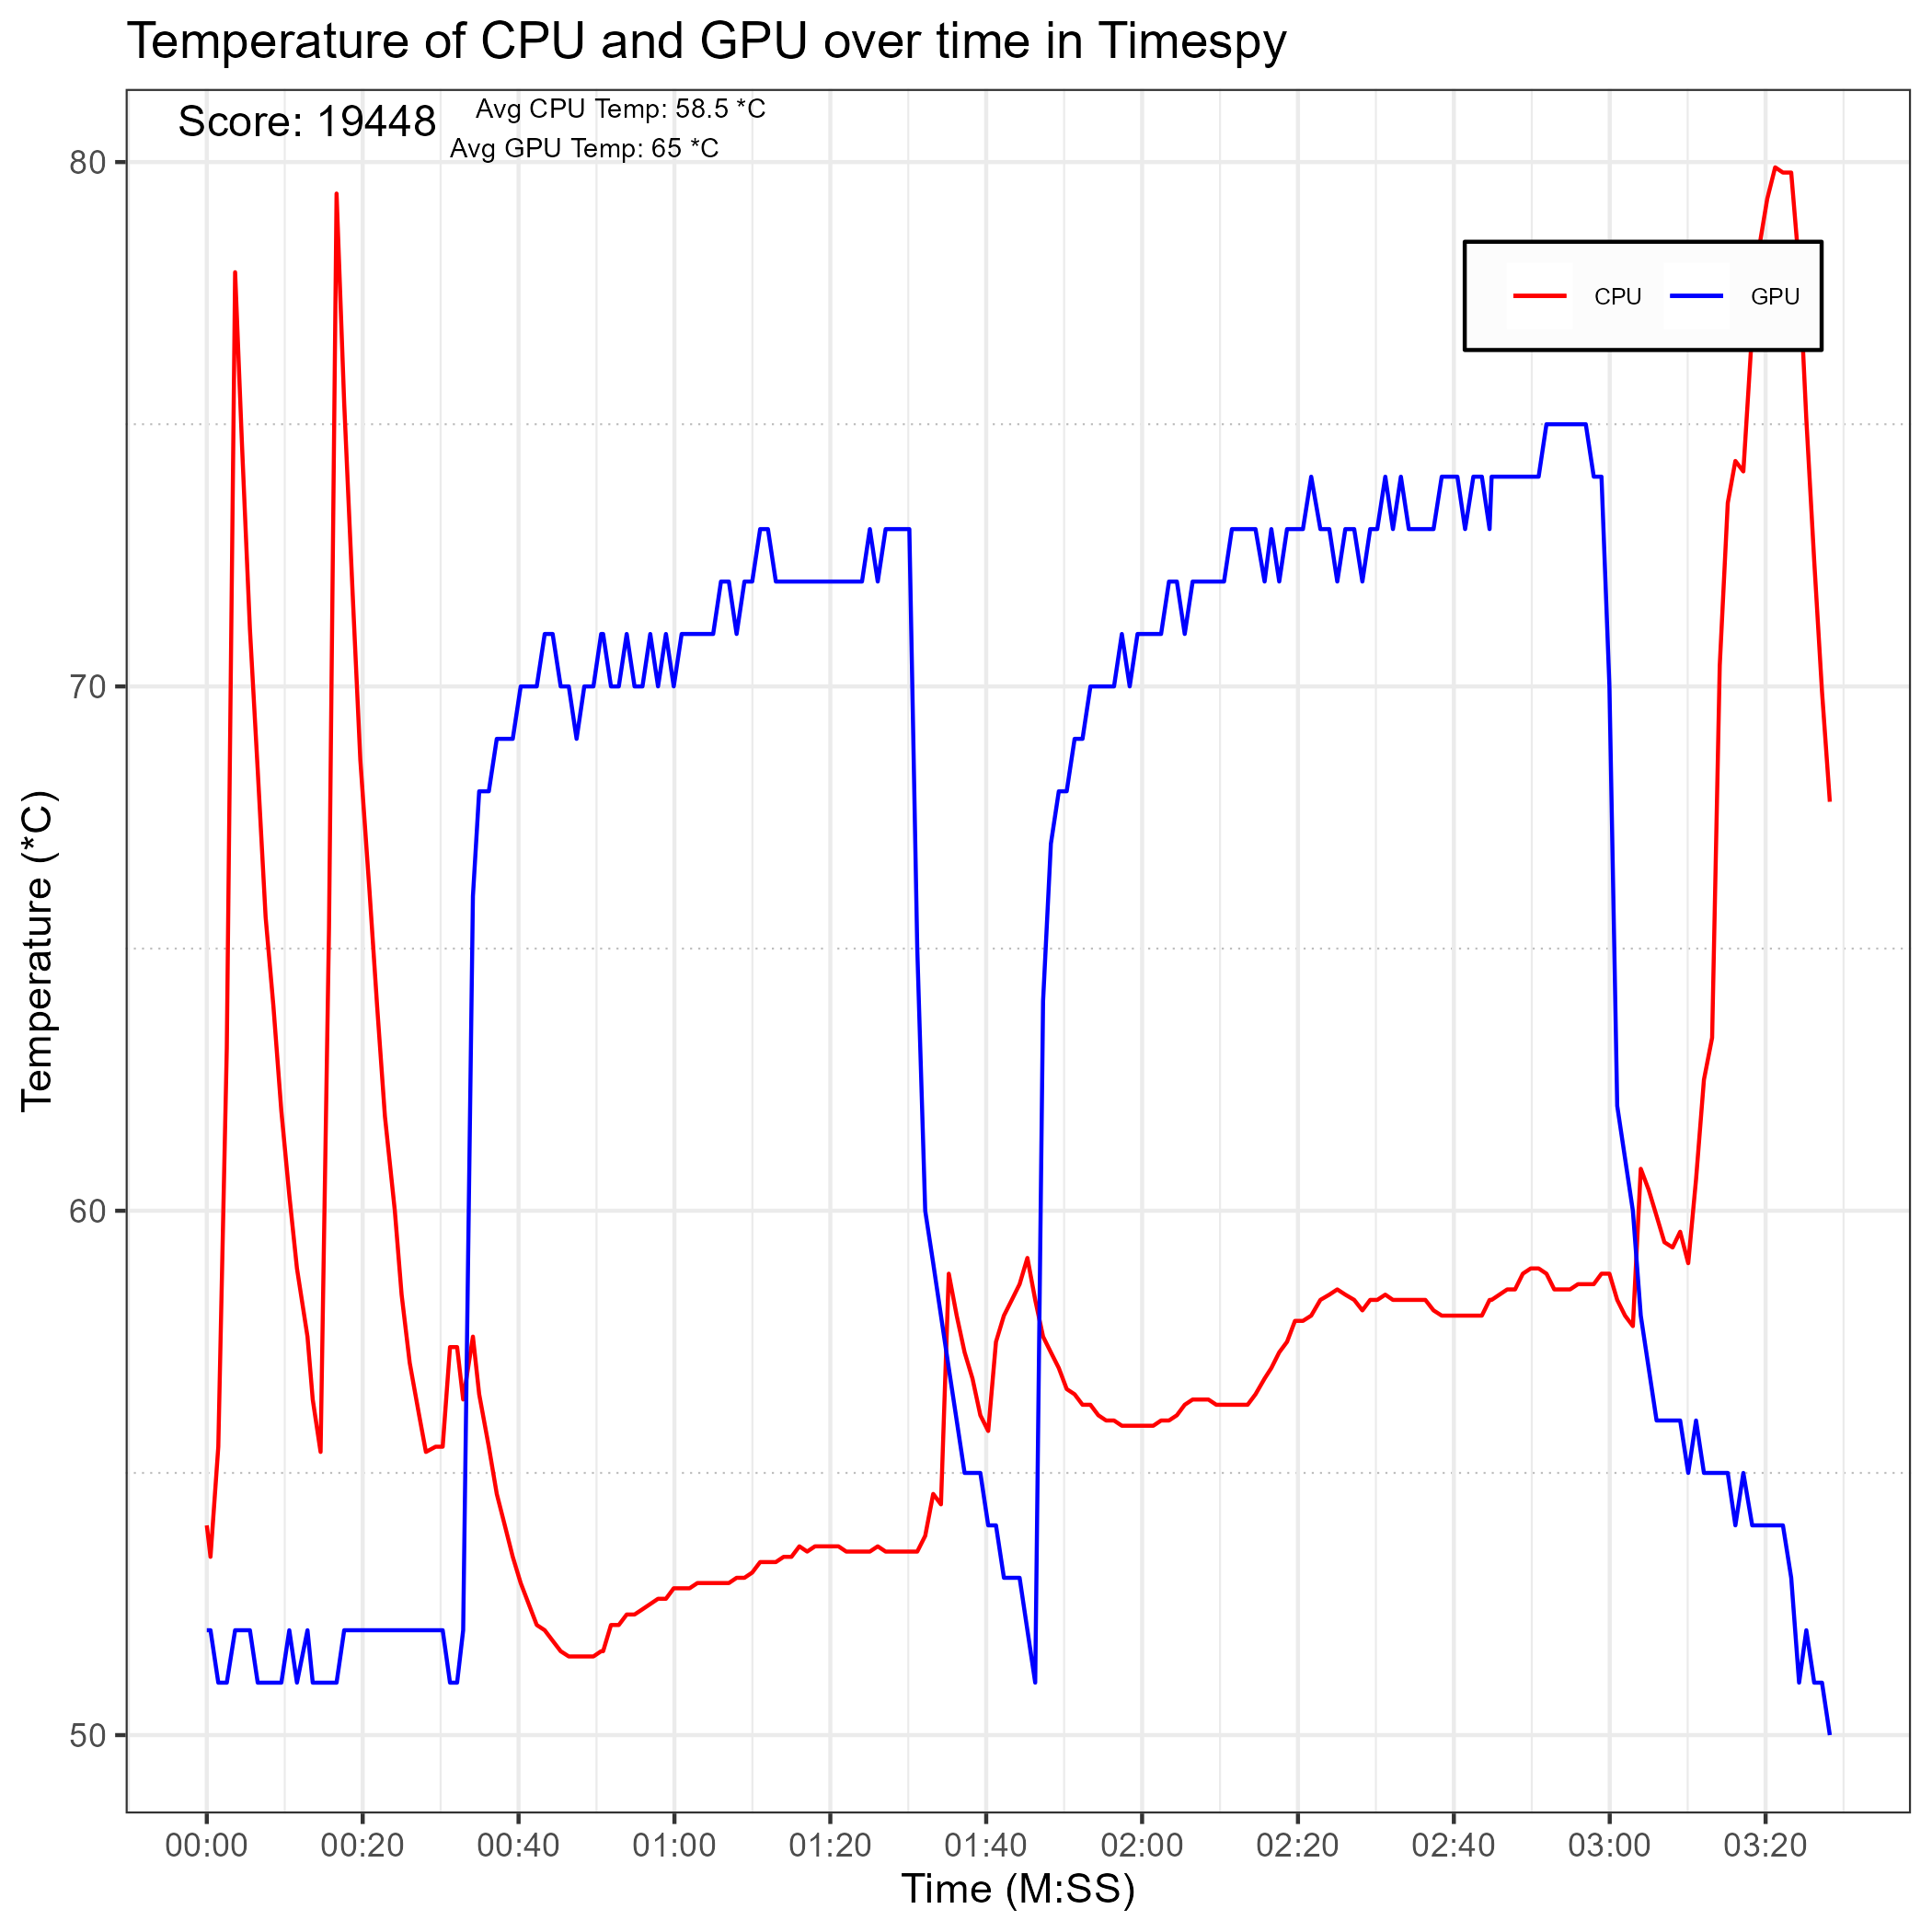 Temperature of CPU and GPU over time in Timespy
Score: 19448
Avg CPU Temp: 58.5 *C
Avg GPU Temp: 65 *C
CPU
GPU
80
70
60
50
Temperature (*C)
00:00
00:20
00:40
01:00
01:20
01:40
02:00
02:20
02:40
03:00
03:20
Time (M:SS)